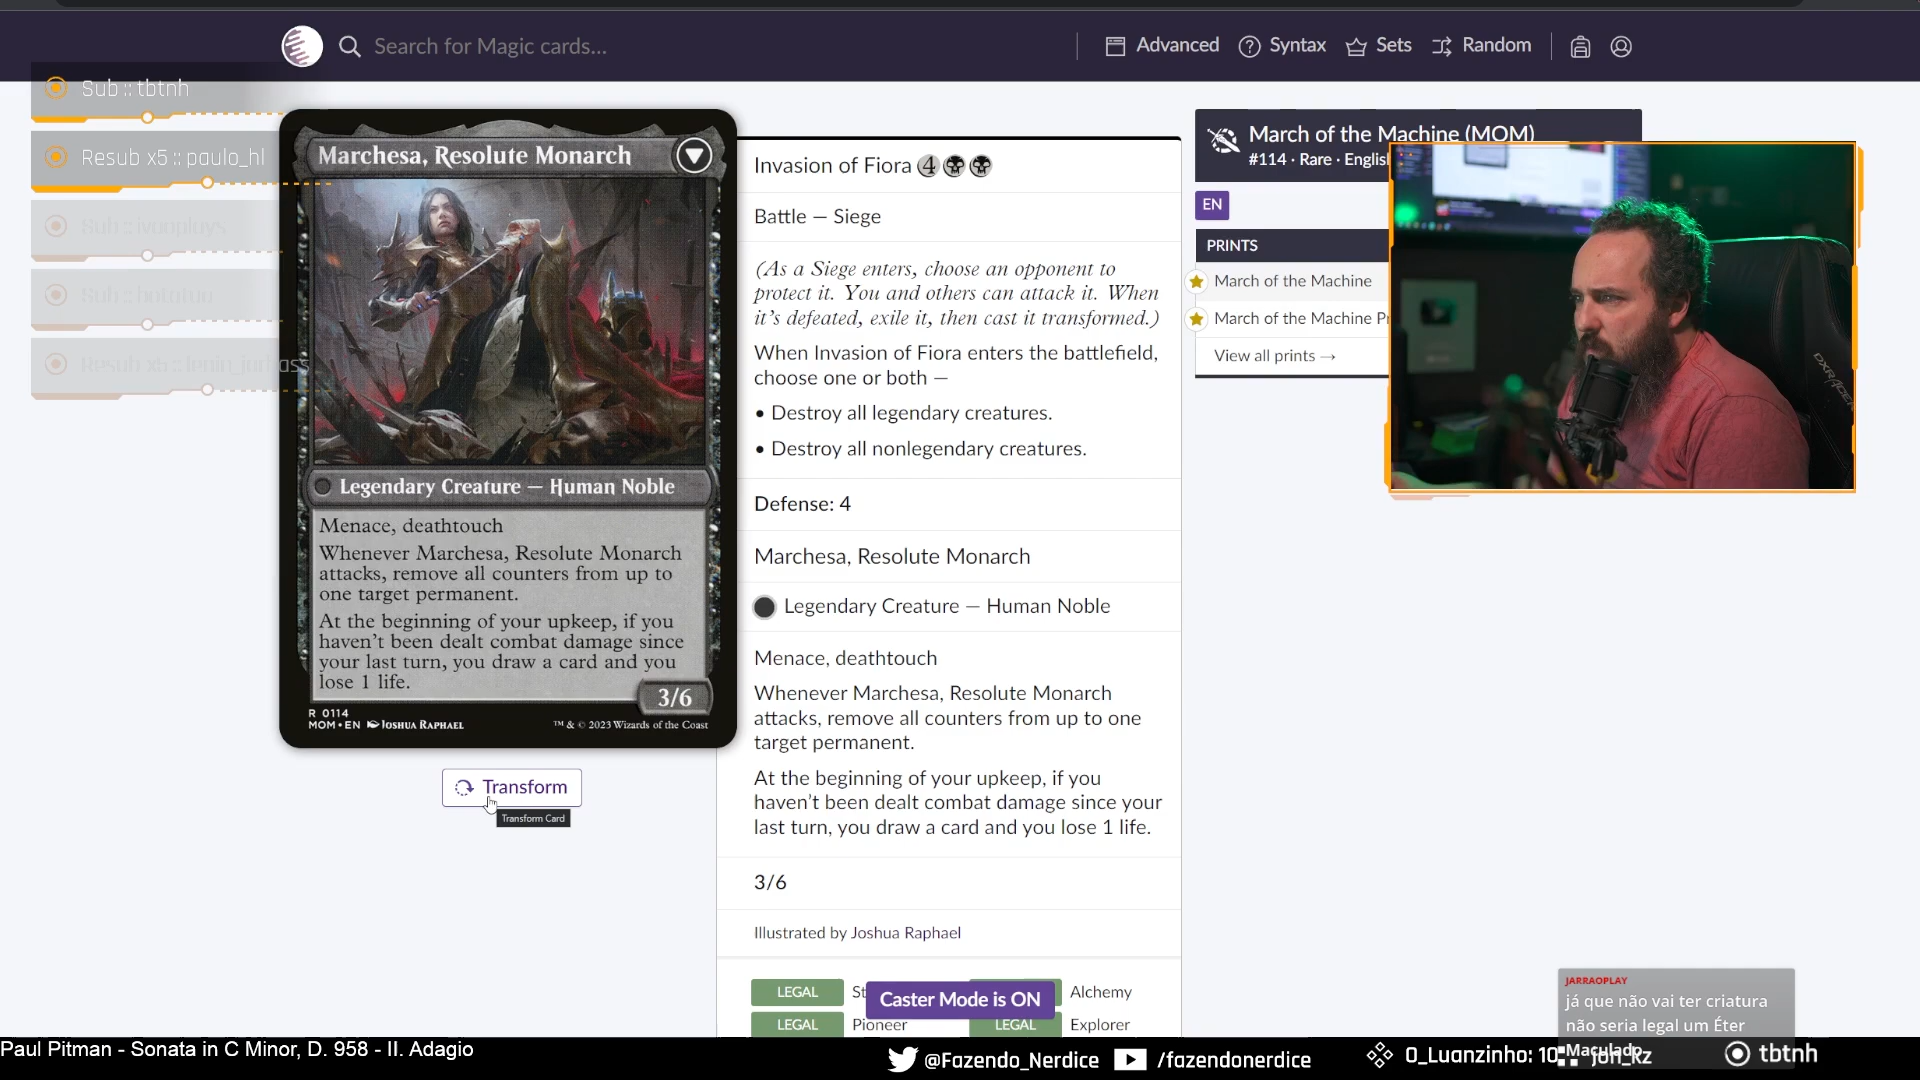 Search for Magic cards...
Advanced
Syntax
Sets
Random
Sub :: tbtnh
Resub x5 :: paulo_hl
Marchesa, Resolute Monarch
Legendary Creature — Human Noble
Menace, deathtouch
Whenever Marchesa, Resolute Monarch
attacks, remove all counters from up to
one target permanent.
At the beginning of your upkeep, if you
haven't been dealt combat damage since
your last turn, you draw a card and you
lose 1 life.
3/6
R 0114
MOM • EN Joshua Raphael
™ & © 2023 Wizards of the Coast
Transform
Transform Card
Invasion of Fiora 4
Battle — Siege
(As a Siege enters, choose an opponent to
protect it. You and others can attack it. When
it's defeated, exile it, then cast it transformed.)
When Invasion of Fiora enters the battlefield,
choose one or both —
• Destroy all legendary creatures.
• Destroy all nonlegendary creatures.
Defense: 4
Marchesa, Resolute Monarch
Legendary Creature — Human Noble
Menace, deathtouch
Whenever Marchesa, Resolute Monarch
attacks, remove all counters from up to one
target permanent.
At the beginning of your upkeep, if you
haven't been dealt combat damage since your
last turn, you draw a card and you lose 1 life.
3/6
Illustrated by Joshua Raphael
LEGAL St
Alchemy
LEGAL Pioneer
LEGAL Explorer
Caster Mode is ON
March of the Machine (MOM)
#114 · Rare · English
EN
PRINTS
March of the Machine
March of the Machine Pr
View all prints →
DXRACER
JARRAOPLAY
já que não vai ter criatura
não seria legal um Éter
Maculado
Paul Pitman - Sonata in C Minor, D. 958 - II. Adagio
@Fazendo_Nerdice
/fazendonerdice
O_Luanzinho: 10
jon_kz
tbtnh